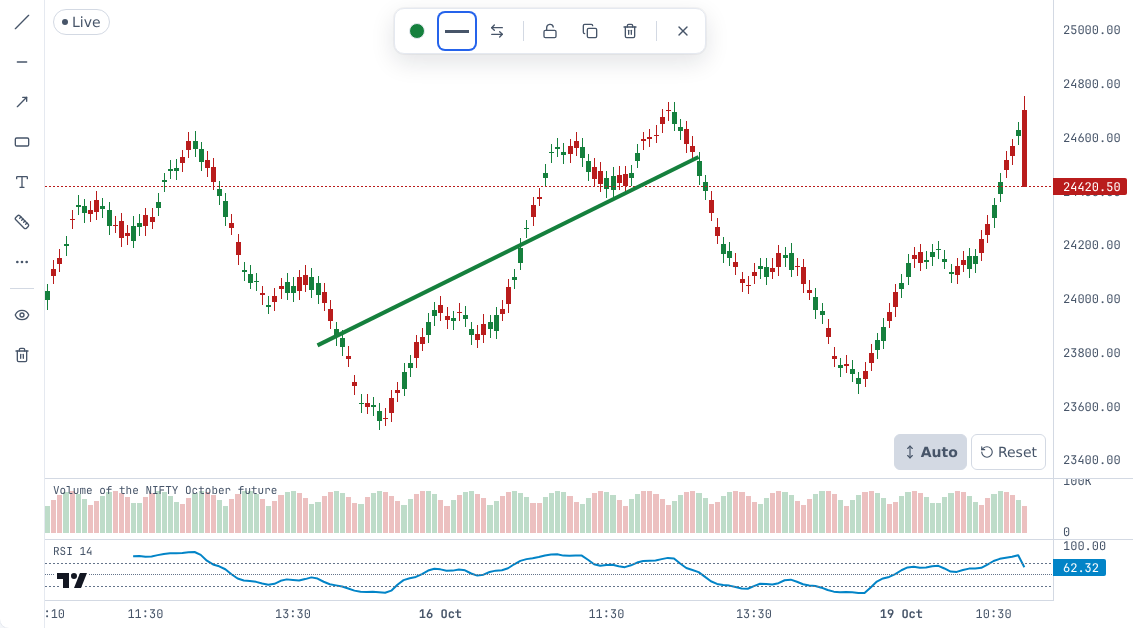 Live
25000.00
24800.00
24600.00
24420.50
24200.00
24000.00
23800.00
23600.00
23400.00
Auto
Reset
Volume of the NIFTY October future
100K
0
RSI 14
100.00
62.32
:10
11:30
13:30
16 Oct
11:30
13:30
19 Oct
10:30